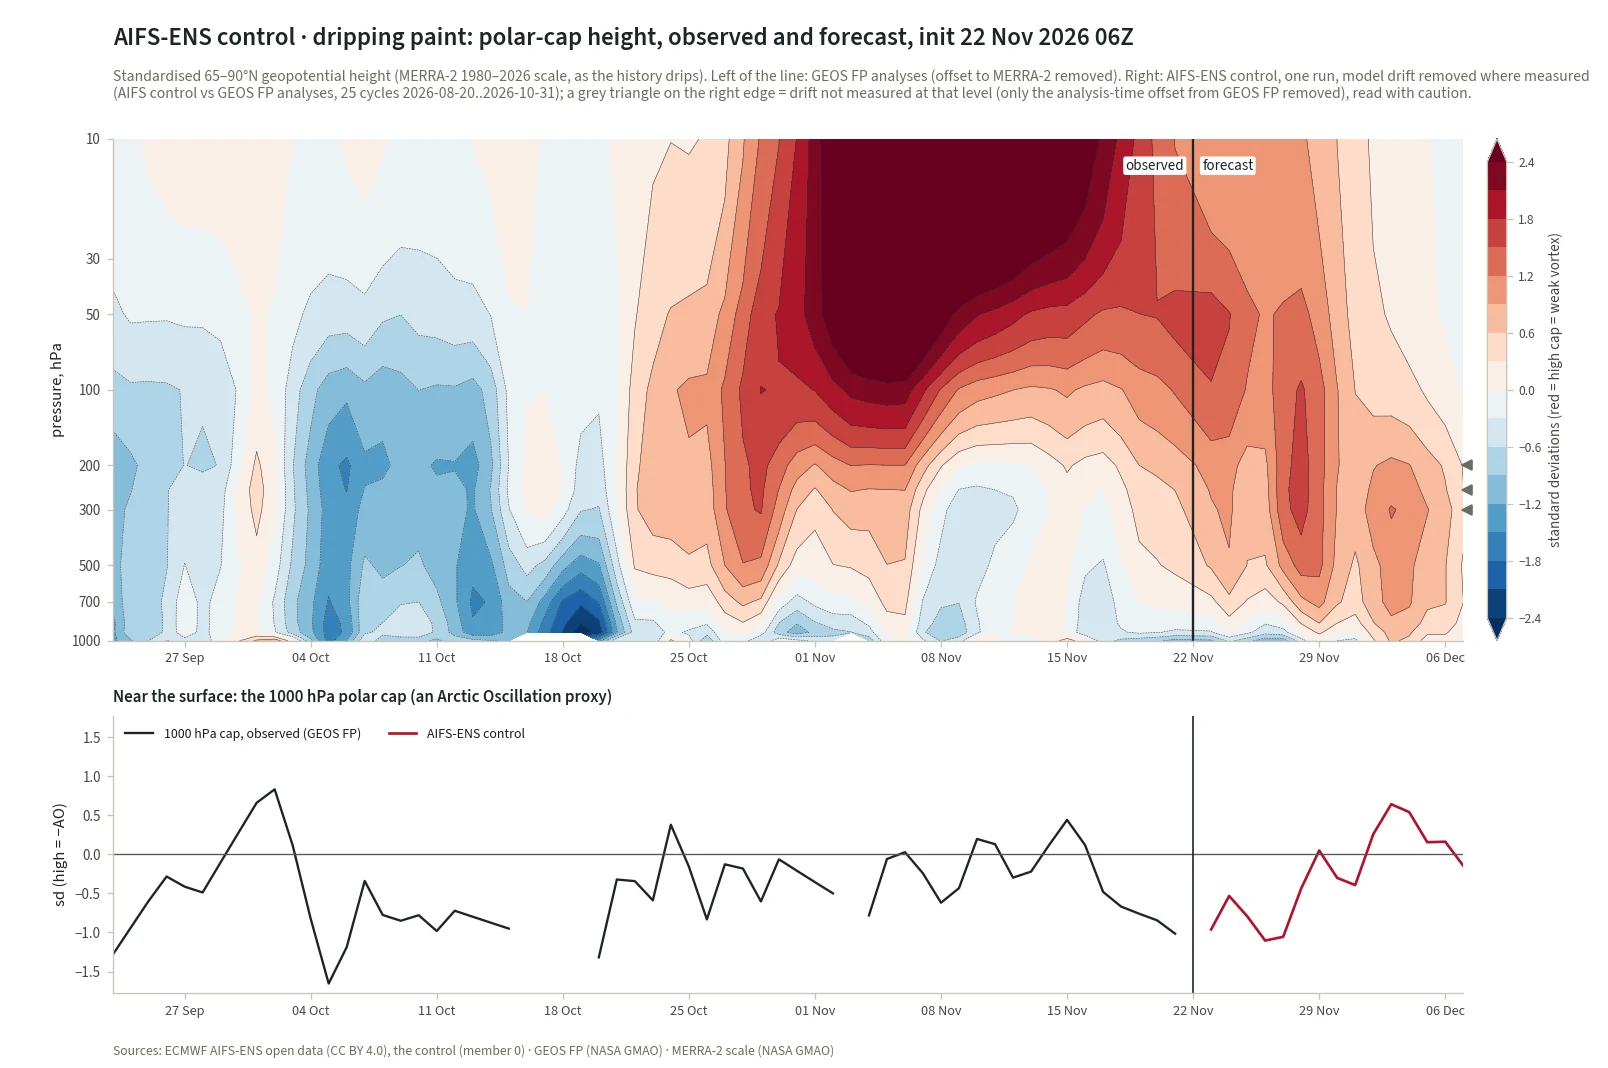 AIFS-ENS control · dripping paint: polar-cap height, observed and forecast, init 22 Nov 2026 06Z
Standardised 65–90°N geopotential height (MERRA-2 1980–2026 scale, as the history drips). Left of the line: GEOS FP analyses (offset to MERRA-2 removed). Right: AIFS-ENS control, one run, model drift removed where measured
(AIFS control vs GEOS FP analyses, 25 cycles 2026-08-20..2026-10-31); a grey triangle on the right edge = drift not measured at that level (only the analysis-time offset from GEOS FP removed), read with caution.
pressure, hPa
10
30
50
100
200
300
500
700
1000
observed
forecast
27 Sep
04 Oct
11 Oct
18 Oct
25 Oct
01 Nov
08 Nov
15 Nov
22 Nov
29 Nov
06 Dec
2.4
1.8
1.2
0.6
0.0
−0.6
−1.2
−1.8
−2.4
standard deviations (red = high cap = weak vortex)
Near the surface: the 1000 hPa polar cap (an Arctic Oscillation proxy)
1000 hPa cap, observed (GEOS FP)
AIFS-ENS control
sd (high = −AO)
1.5
1.0
0.5
0.0
−0.5
−1.0
−1.5
27 Sep
04 Oct
11 Oct
18 Oct
25 Oct
01 Nov
08 Nov
15 Nov
22 Nov
29 Nov
06 Dec
Sources: ECMWF AIFS-ENS open data (CC BY 4.0), the control (member 0) · GEOS FP (NASA GMAO) · MERRA-2 scale (NASA GMAO)